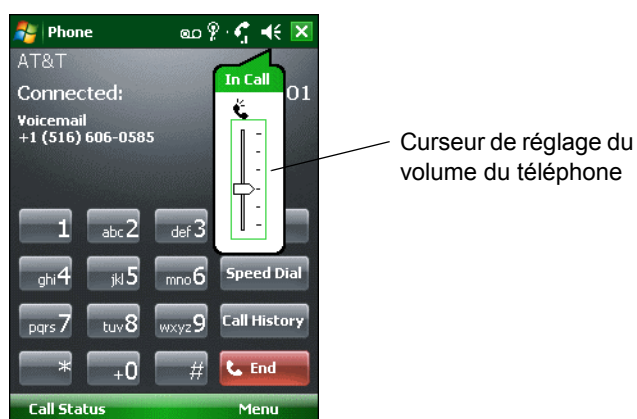 Phone
AT&T
In Call
Connected: 01
Voicemail
+1 (516) 606-0585
Curseur de réglage du
volume du téléphone
1 abc2 def3
ghi4 jkl5 mno6 Speed Dial
pqrs7 tuv8 wxyz9 Call History
* +0 # End
Call Status Menu